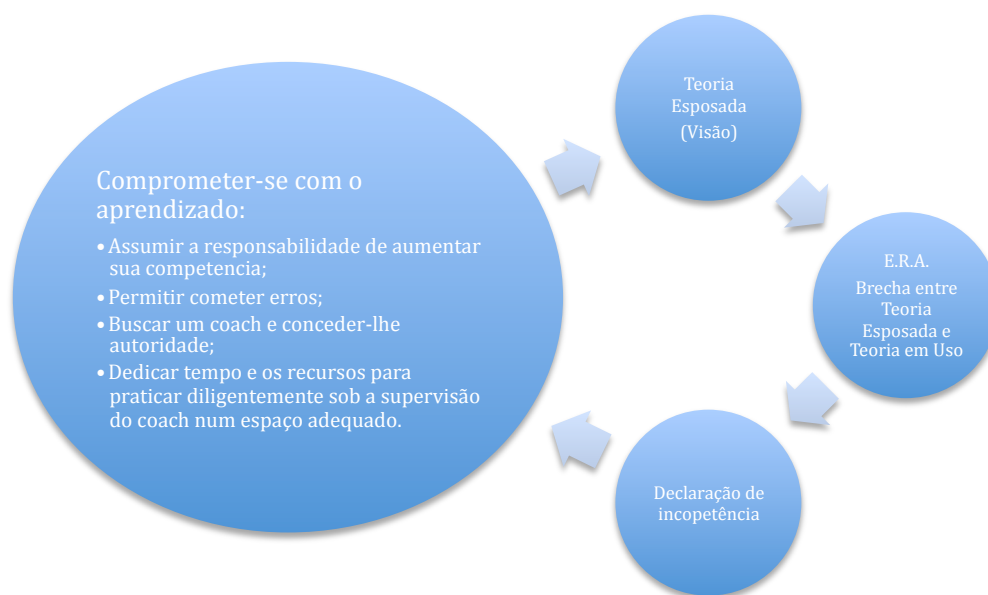 Comprometer-se com o
aprendizado:
• Assumir a responsabilidade de aumentar
sua competencia;
• Permitir cometer erros;
• Buscar um coach e conceder-lhe
autoridade;
• Dedicar tempo e os recursos para
praticar diligentemente sob a supervisão
do coach num espaço adequado.
Teoria
Esposada
(Visão)
E.R.A.
Brecha entre
Teoria
Esposada e
Teoria em Uso
Declaração de
incopetência